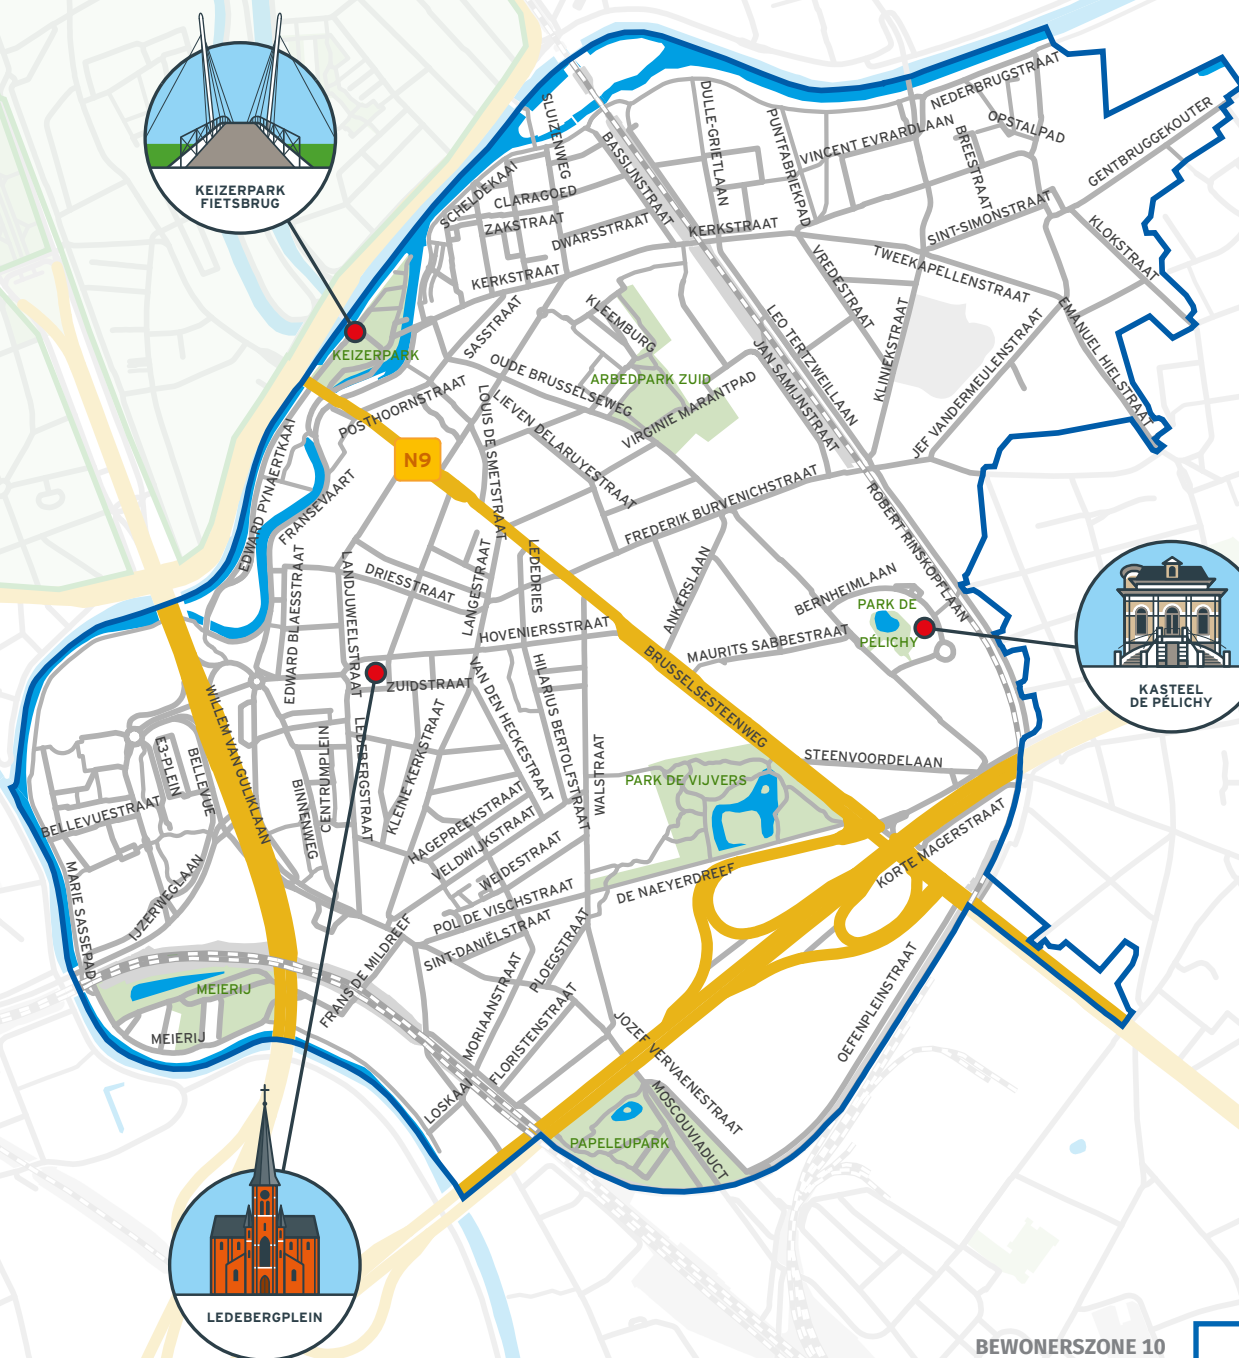 KEIZERPARK
FIETSBRUG
NEDERBRUGSTRAAT
SLUIZENWEG
DULLE-GRIETLAAN
PUNTFABRIEKPAD
VINCENT EVRARDLAAN
OPSTALPAD
BREESTRAAT
GENTBRUGGEKOUTER
BASSIJNSTRAAT
SCHELDEKAAI
CLARAGOED
ZAKSTRAAT
DWARSSTRAAT
KERKSTRAAT
SINT-SIMONSTRAAT
KLOKSTRAAT
KERKSTRAAT
VREDESTRAAT
TWEEKAPELLENSTRAAT
SASSTRAAT
KLEEMBURG
LEO TERTZWEILLAAN
KLINIEKSTRAAT
EMANUEL HIELSTRAAT
KEIZERPARK
OUDE BRUSSELSEWEG
ARBEDPARK ZUID
JAN SAMIJNSTRAAT
JEF VANDERMEULENSTRAAT
POSTHOORNSTRAAT
LOUIS DE SMETSTRAAT
LIEVEN DELARUYESTRAAT
VIRGINIE MARANTPAD
N9
EDWARD PYNAERTKAAI
FRANSEVAART
FREDERIK BURVENICHSTRAAT
ROBERT RINSKOPFLAAN
EDWARD BLAESSTRAAT
LANDJUWEELSTRAAT
DRIESSTRAAT
LANGESTRAAT
LEDEDRIES
ANKERSLAAN
BERNHEIMLAAN
PARK DE
PÉLICHY
HOVENIERSSTRAAT
MAURITS SABBESTRAAT
KASTEEL
DE PÉLICHY
ZUIDSTRAAT
VAN DEN HECKESTRAAT
HILARIUS BERTOLFSTRAAT
BRUSSELSESTEENWEG
WILLEM VAN GULIKLAAN
E3-PLEIN
BELLEVUE
CENTRUMPLEIN
LEDEBERGSTRAAT
KLEINE KERKSTRAAT
WALSTRAAT
STEENVOORDELAAN
PARK DE VIJVERS
BELLEVUESTRAAT
BINNENWEG
HAGEPREEKSTRAAT
VELDWIJKSTRAAT
WEIDESTRAAT
KORTE MAGERSTRAAT
MARIE SASSEPAD
IJZERWEGLAAN
POL DE VISCHSTRAAT
DE NAEYERDREEF
SINT-DANIËLSTRAAT
FRANS DE MILDREEF
PLOEGSTRAAT
MORIAANSTRAAT
OEFENPLEINSTRAAT
MEIERIJ
MEIERIJ
FLORISTENSTRAAT
JOZEF VERVAENESTRAAT
LOSKAAI
MOSCOUVIADUCT
PAPELEUPARK
LEDEBERGPLEIN
BEWONERSZONE 10